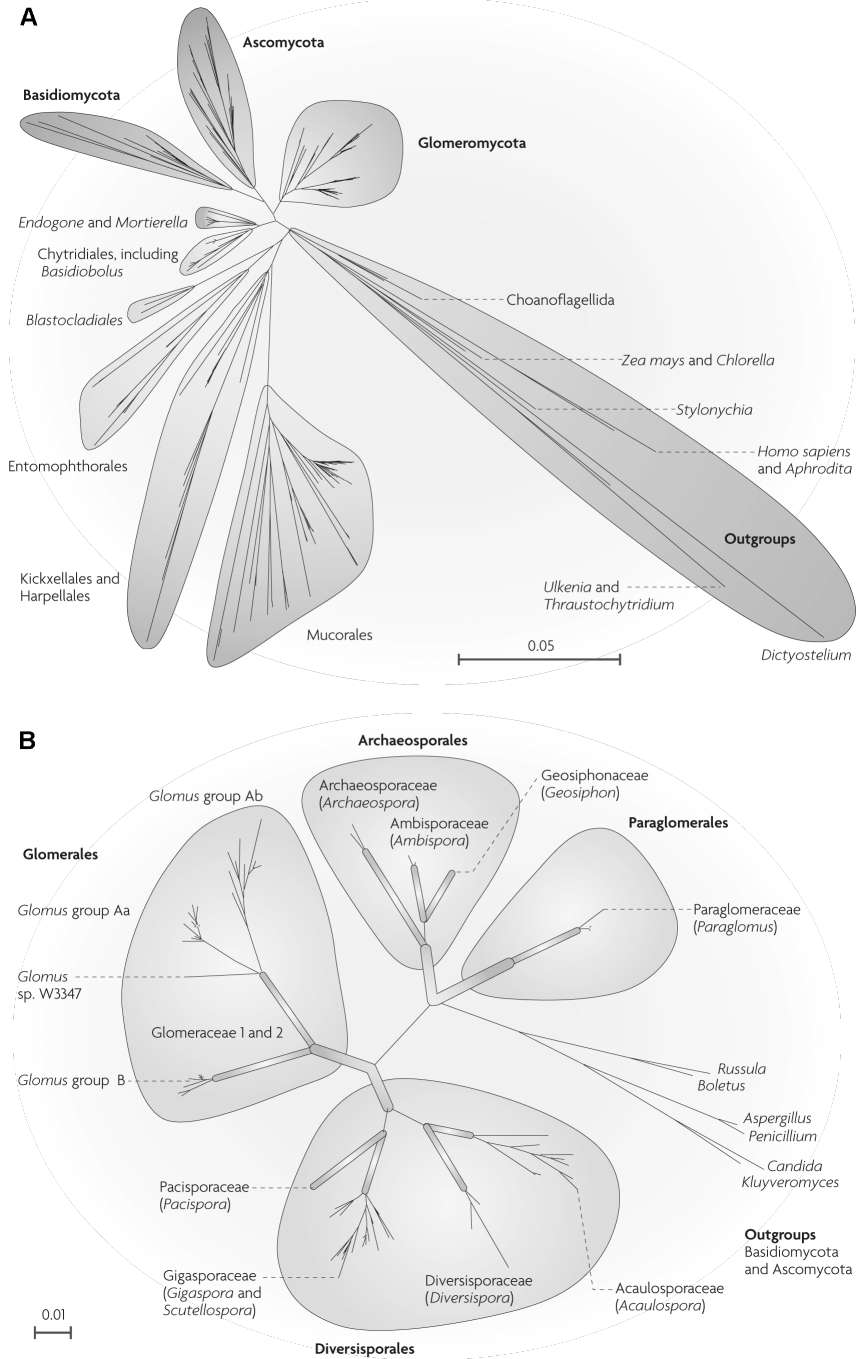 A
Ascomycota
Basidiomycota
Glomeromycota
Endogone and Mortierella
Chytridiales, including
Basidiobolus
Blastocladiales
Choanoflagellida
Zea mays and Chlorella
Stylonychia
Homo sapiens
and Aphrodita
Entomophthorales
Outgroups
Kickxellales and
Harpellales
Ulkenia and
Thraustochytridium
Mucorales
0.05
Dictyostelium
B
Archaesporales
Glomus group Ab
Archaesporaceae
(Archaespora)
Geosiphonaceae
(Geosiphon)
Ambisporaceae
(Ambispora)
Paraglomerales
Glomerales
Glomus group Aa
Paraglomeraceae
(Paraglomus)
Glomus
sp. W3347
Glomeraceae 1 and 2
Glomus group B
Russula
Boletus
Aspergillus
Penicillium
Candida
Kluyveromyces
Pacisporaceae
(Pacispora)
Outgroups
Basidiomycota
and Ascomycota
Gigasporaceae
(Gigaspora and
Scutellospora)
Diversisporaceae
(Diversispora)
Acaulosporaceae
(Acaulospora)
0.01
Diversisporales